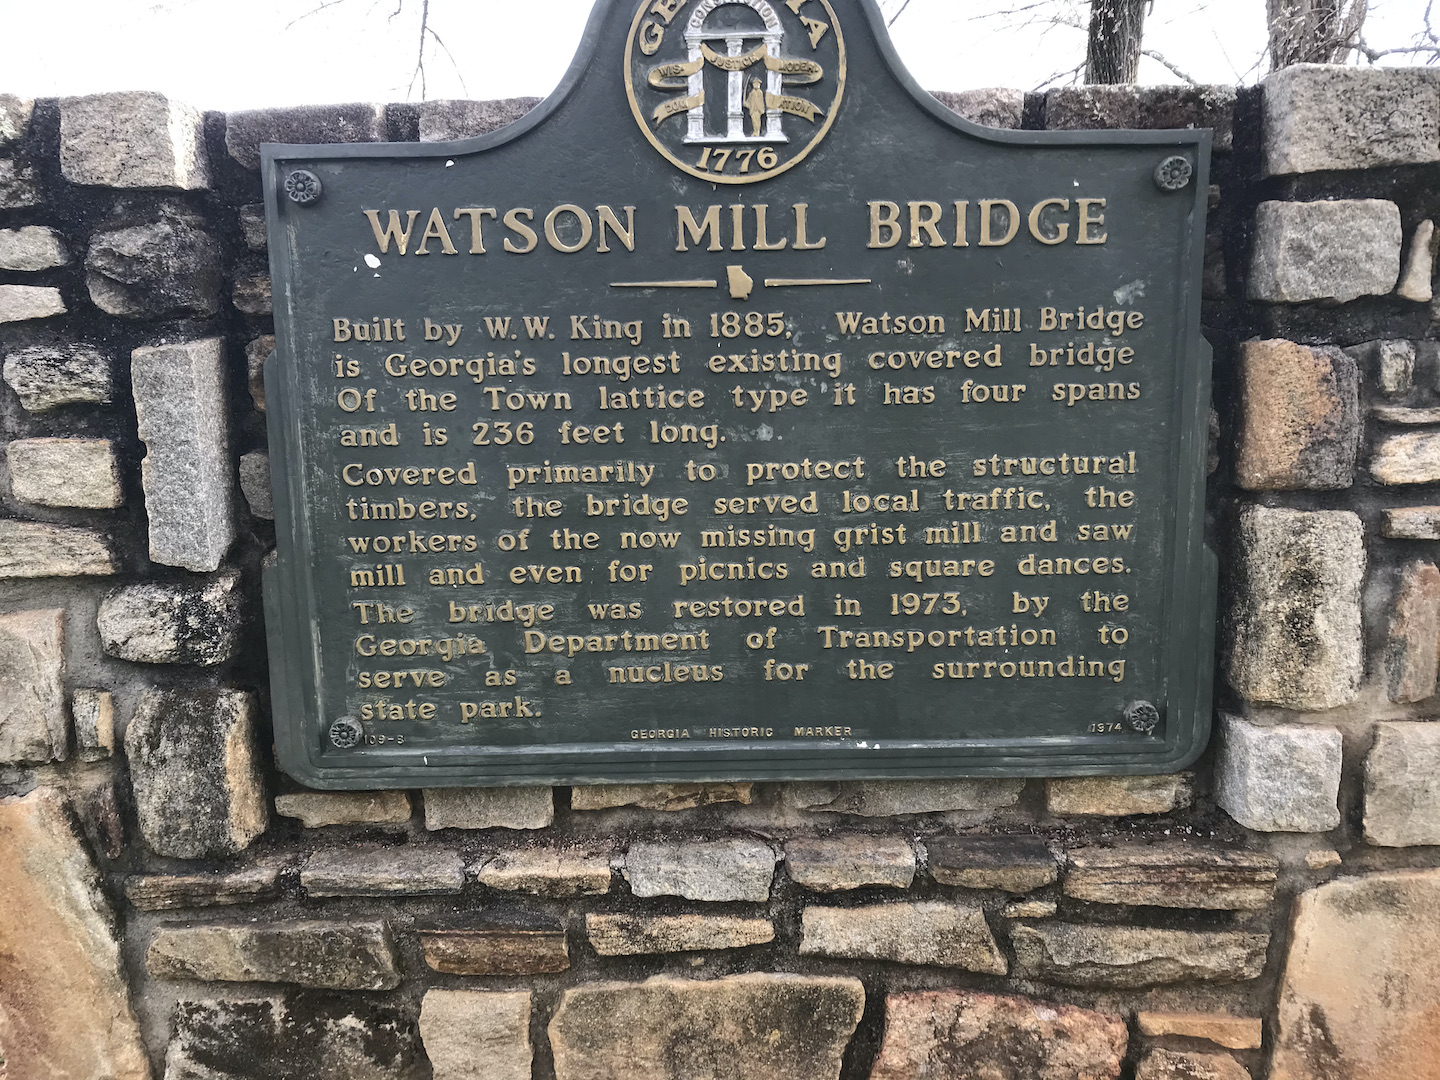 GEORGIA
CONSTITUTION
WIS- JUSTICE MODER-
DOM ATION
1776
WATSON MILL BRIDGE
Built by W.W. King in 1885, Watson Mill Bridge
is Georgia's longest existing covered bridge
Of the Town lattice type it has four spans
and is 236 feet long.
Covered primarily to protect the structural
timbers, the bridge served local traffic, the
workers of the now missing grist mill and saw
mill and even for picnics and square dances.
The bridge was restored in 1973, by the
Georgia Department of Transportation to
serve as a nucleus for the surrounding
state park.
109-3 GEORGIA HISTORIC MARKER 1974